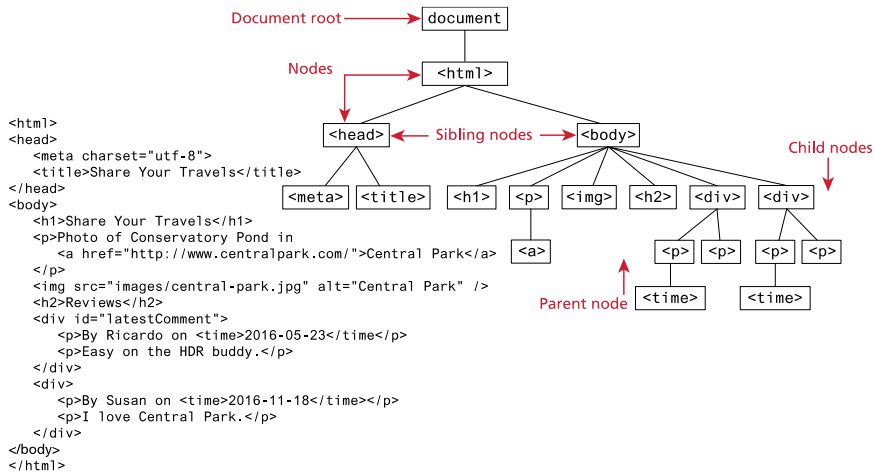 Document root
document
Nodes
<html>
<head>
Sibling nodes
<body>
Child nodes
<meta>
<title>
<h1>
<p>
<img>
<h2>
<div>
<div>
<a>
<p>
<p>
<p>
<p>
Parent node
<time>
<time>
<html>
<head>
<meta charset="utf-8">
<title>Share Your Travels</title>
</head>
<body>
<h1>Share Your Travels</h1>
<p>Photo of Conservatory Pond in
<a href="http://www.centralpark.com/">Central Park</a>
</p>
<img src="images/central-park.jpg" alt="Central Park" />
<h2>Reviews</h2>
<div id="latestComment">
<p>By Ricardo on <time>2016-05-23</time</p>
<p>Easy on the HDR buddy.</p>
</div>
<div>
<p>By Susan on <time>2016-11-18</time></p>
<p>I love Central Park.</p>
</div>
</body>
</html>